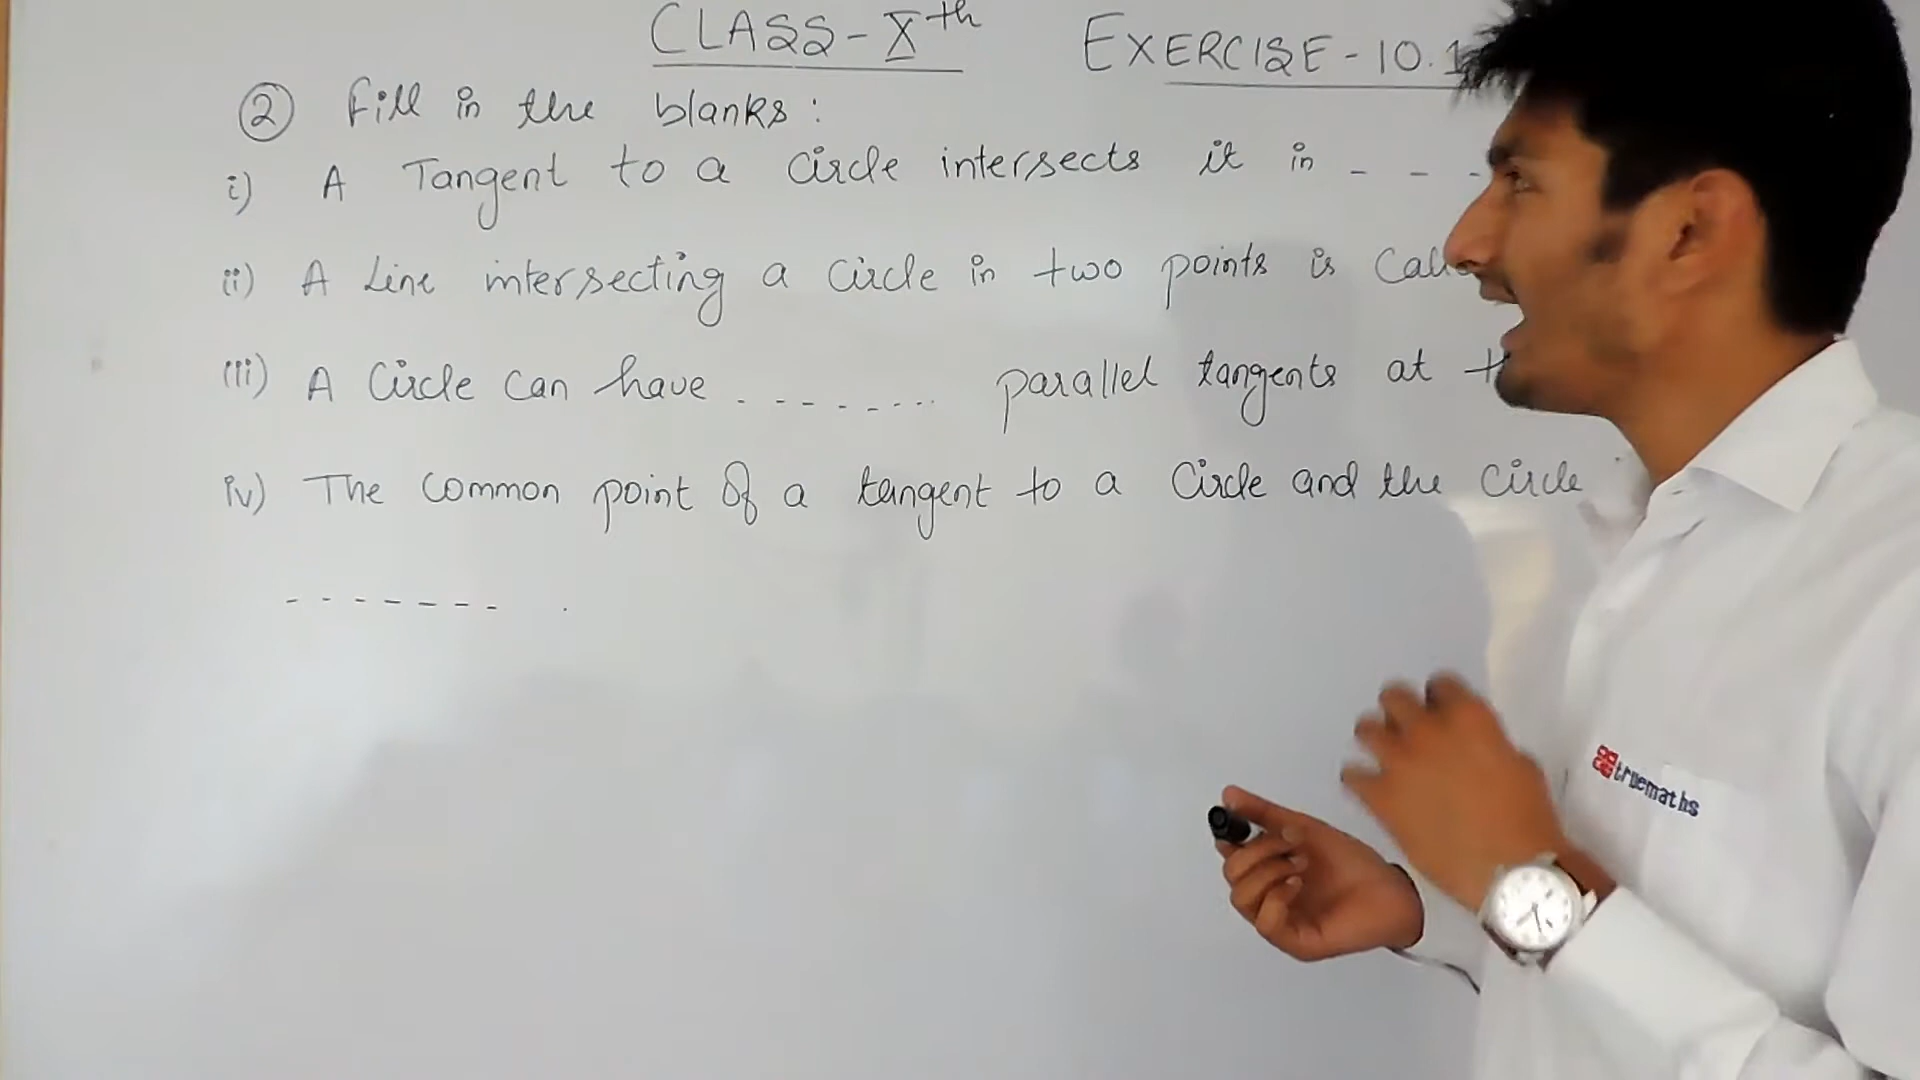 CLASS - Xth EXERCISE - 10.1
② Fill in the blanks :
i) A Tangent to a circle intersects it in - - -
ii) A Line intersecting a circle in two points is
iii) A Circle can have - - - - - - - parallel tangents at
iv) The common point of a tangent to a Circle and the circle
- - - - - - - .
truemaths